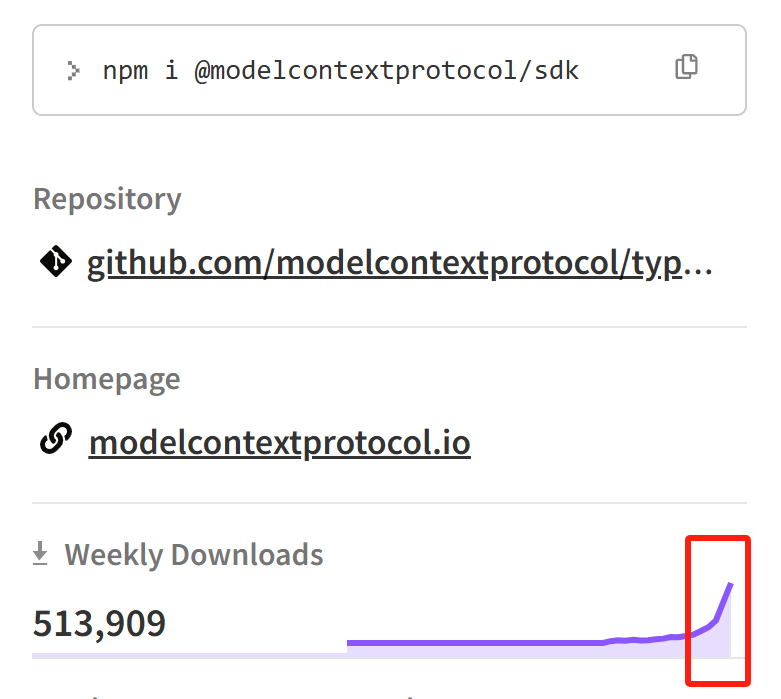 npm i @modelcontextprotocol/sdk
Repository
github.com/modelcontextprotocol/typ...
Homepage
modelcontextprotocol.io
Weekly Downloads
513,909